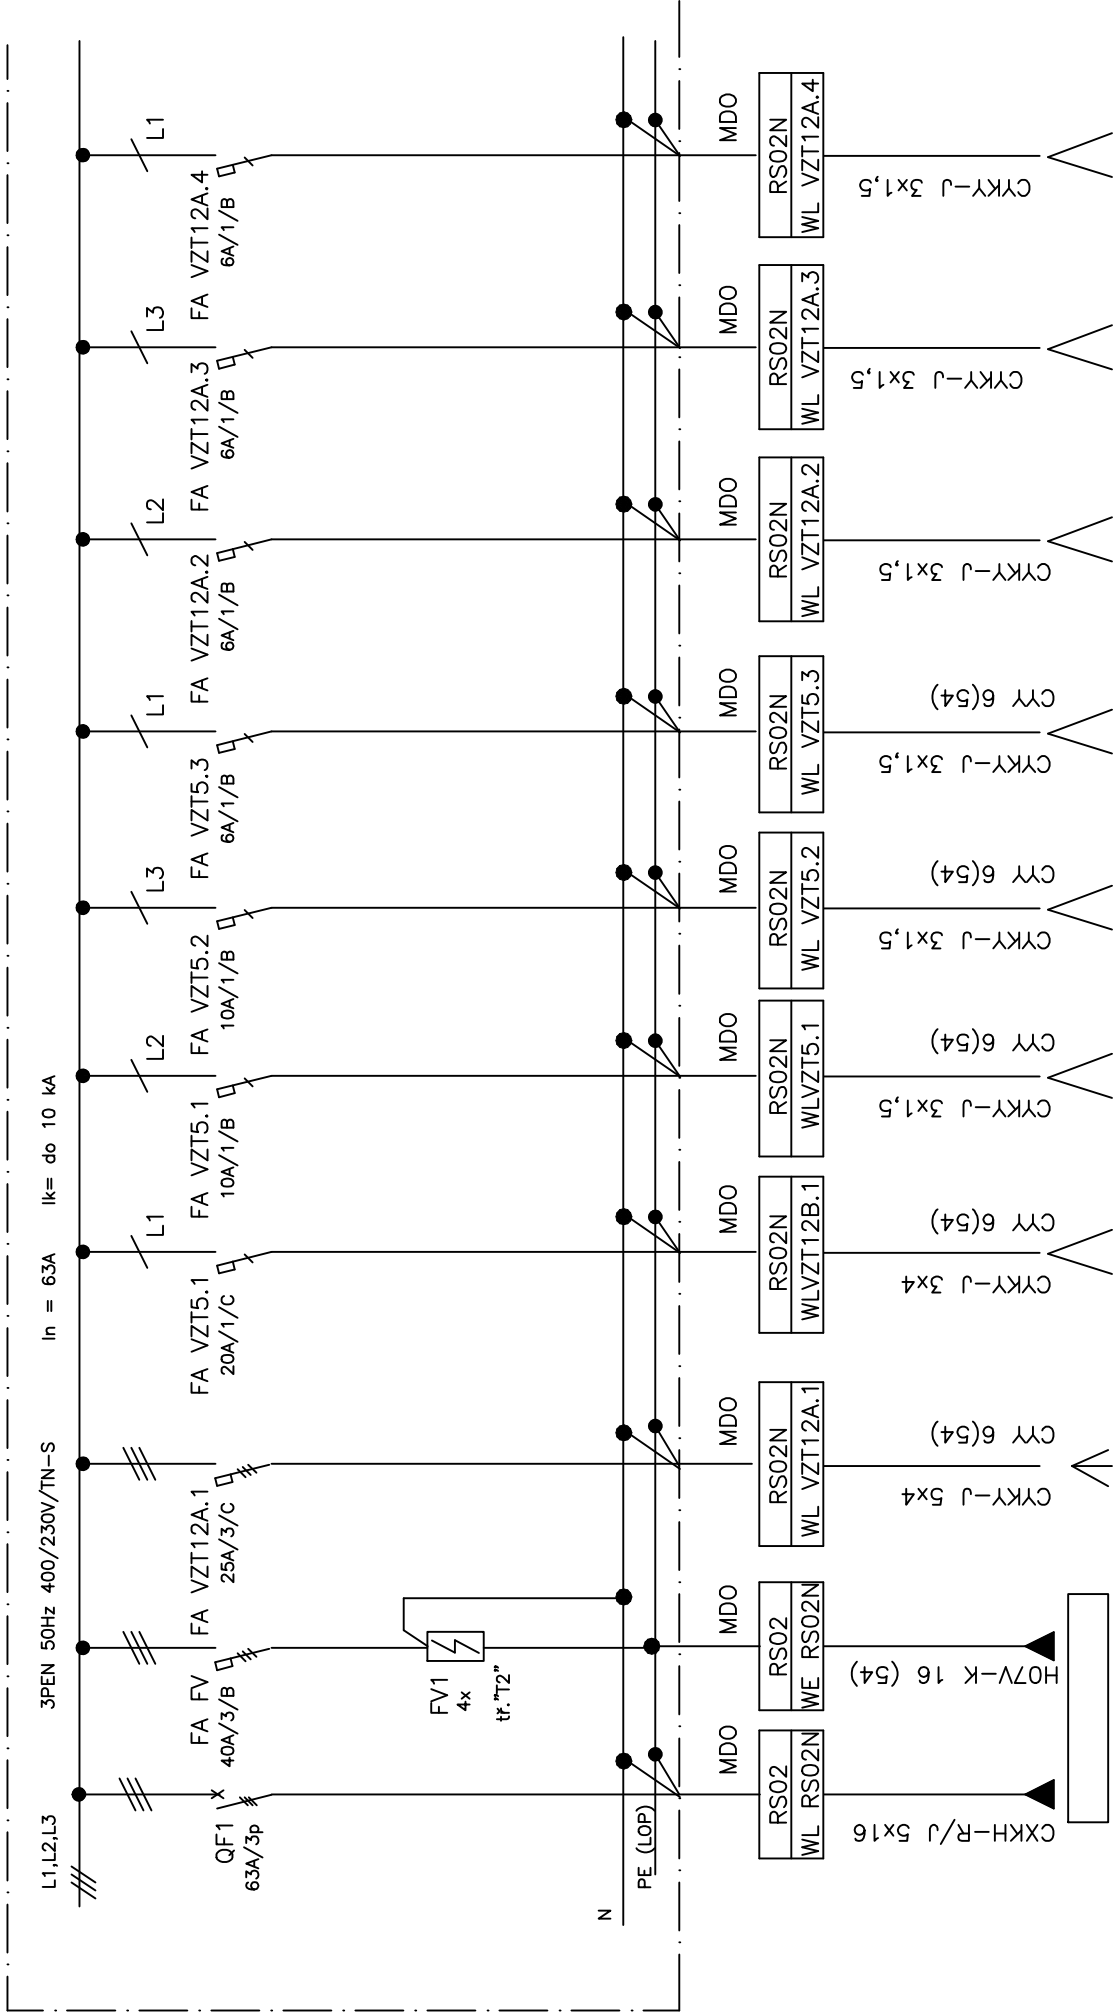 L1,L2,L3
3PEN 50Hz 400/230V/TN-S
In = 63A
Ik= do 10 kA
QF1
63A/3p
FA FV
40A/3/B
FA VZT12A.1
25A/3/C
L1
FA VZT5.1
20A/1/C
L2
FA VZT5.1
10A/1/B
L3
FA VZT5.2
10A/1/B
L1
FA VZT5.3
6A/1/B
L2
FA VZT12A.2
6A/1/B
L3
FA VZT12A.3
6A/1/B
L1
FA VZT12A.4
6A/1/B
FV1
4x
tř."T2"
N
PE (LOP)
MDO
MDO
MDO
MDO
MDO
MDO
MDO
MDO
MDO
MDO
RS02
WL RS02N
RS02
WE RS02N
RS02N
WL VZT12A.1
RS02N
WLVZT12B.1
RS02N
WLVZT5.1
RS02N
WL VZT5.2
RS02N
WL VZT5.3
RS02N
WL VZT12A.2
RS02N
WL VZT12A.3
RS02N
WL VZT12A.4
CXKH-R/J 5x16
H07V-K 16 (54)
CYKY-J 5x4
CYY 6(54)
CYKY-J 3x4
CYY 6(54)
CYKY-J 3x1,5
CYY 6(54)
CYKY-J 3x1,5
CYY 6(54)
CYKY-J 3x1,5
CYY 6(54)
CYKY-J 3x1,5
CYKY-J 3x1,5
CYKY-J 3x1,5